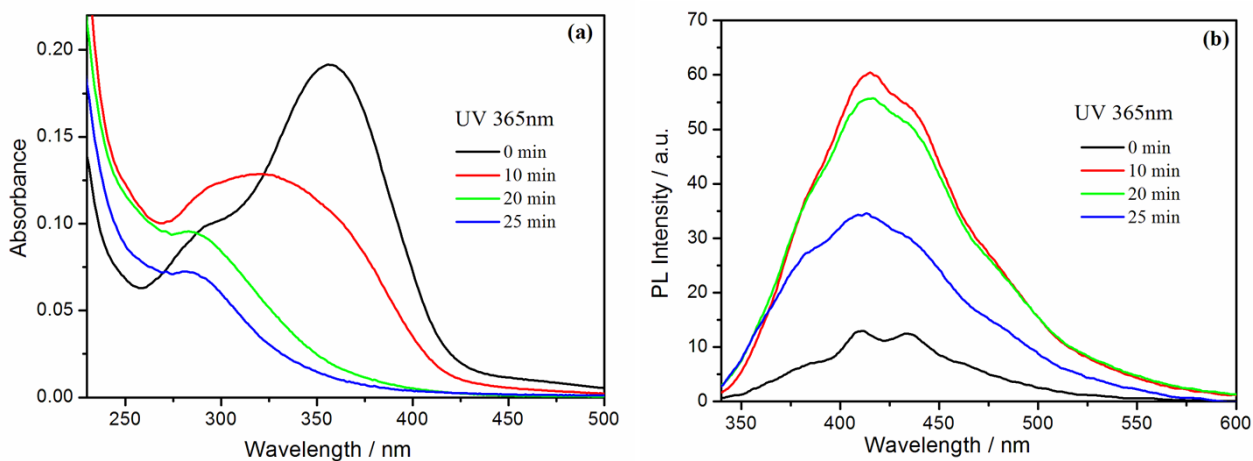 (a)
0.20
0.15
0.10
0.05
0.00
Absorbance
UV 365nm
0 min
10 min
20 min
25 min
250 300 350 400 450 500
Wavelength / nm
(b)
70
60
50
40
30
20
10
0
PL Intensity / a.u.
UV 365nm
0 min
10 min
20 min
25 min
350 400 450 500 550 600
Wavelength / nm